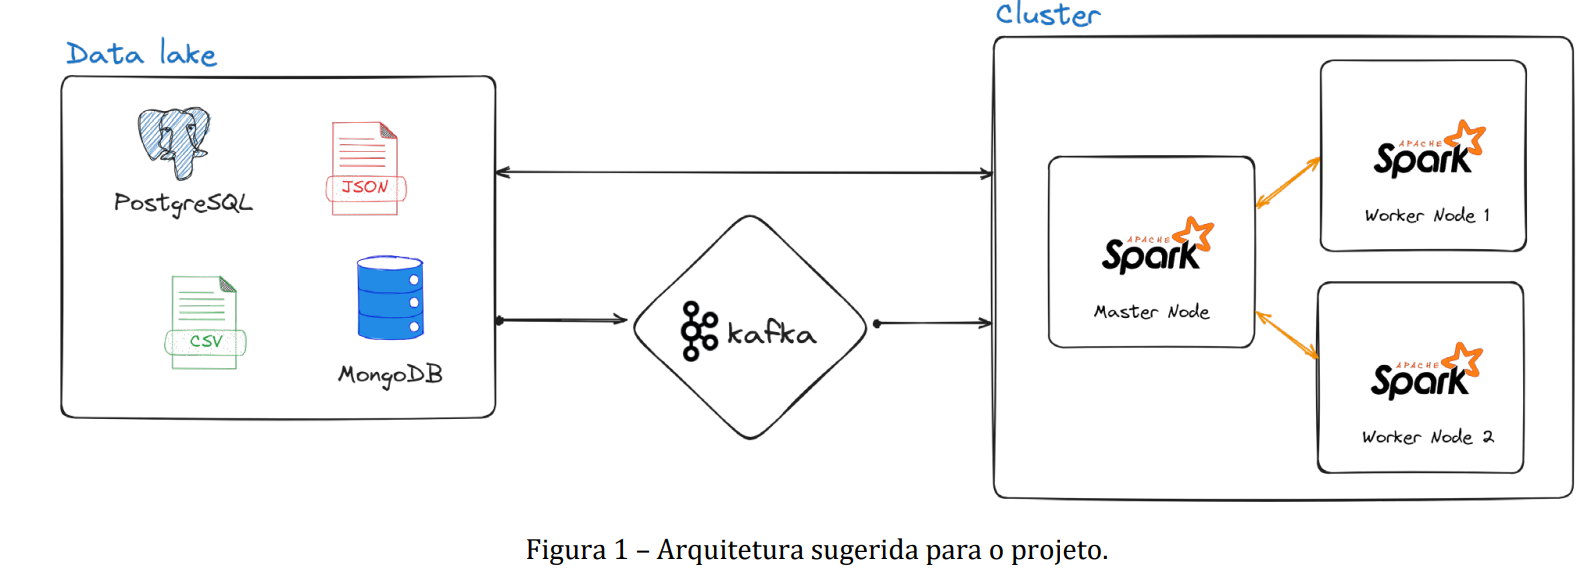 Data lake
PostgreSQL
JSON
CSV
MongoDB
kafka
Cluster
APACHE
Spark
Master Node
APACHE
Spark
Worker Node 1
APACHE
Spark
Worker Node 2
Figura 1 – Arquitetura sugerida para o projeto.